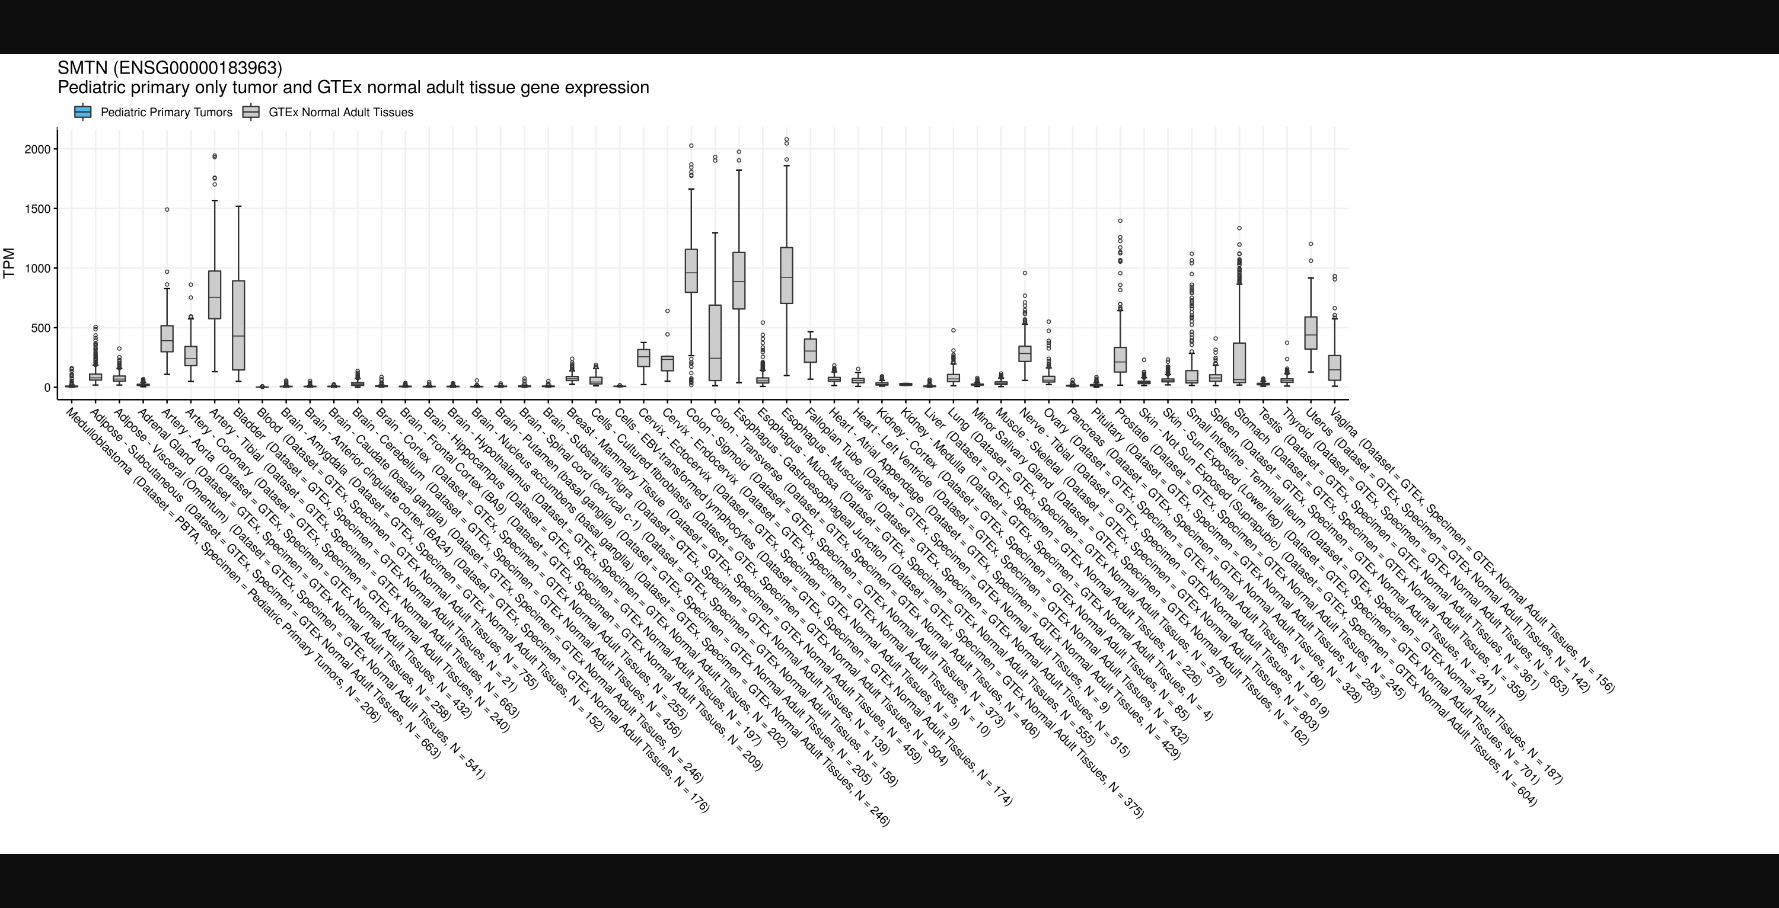 SMTN (ENSG00000183963)
Pediatric primary only tumor and GTEx normal adult tissue gene expression
Pediatric Primary Tumors GTEx Normal Adult Tissues
TPM
2000
1500
1000
500
0
Medulloblastoma (Dataset = PBTA, Specimen = Pediatric Primary Tumors, N = 206)
Adipose - Subcutaneous (Dataset = GTEx, Specimen = GTEx Normal Adult Tissues, N = 663)
Adipose - Visceral (Omentum) (Dataset = GTEx, Specimen = GTEx Normal Adult Tissues, N = 541)
Adrenal Gland (Dataset = GTEx, Specimen = GTEx Normal Adult Tissues, N = 258)
Artery - Aorta (Dataset = GTEx, Specimen = GTEx Normal Adult Tissues, N = 432)
Artery - Coronary (Dataset = GTEx, Specimen = GTEx Normal Adult Tissues, N = 240)
Artery - Tibial (Dataset = GTEx, Specimen = GTEx Normal Adult Tissues, N = 663)
Bladder (Dataset = GTEx, Specimen = GTEx Normal Adult Tissues, N = 21)
Blood (Dataset = GTEx, Specimen = GTEx Normal Adult Tissues, N = 755)
Brain - Amygdala (Dataset = GTEx, Specimen = GTEx Normal Adult Tissues, N = 152)
Brain - Anterior cingulate cortex (BA24) (Dataset = GTEx, Specimen = GTEx Normal Adult Tissues, N = 176)
Brain - Caudate (basal ganglia) (Dataset = GTEx, Specimen = GTEx Normal Adult Tissues, N = 246)
Brain - Cerebellum (Dataset = GTEx, Specimen = GTEx Normal Adult Tissues, N = 456)
Brain - Cortex (Dataset = GTEx, Specimen = GTEx Normal Adult Tissues, N = 255)
Brain - Frontal Cortex (BA9) (Dataset = GTEx, Specimen = GTEx Normal Adult Tissues, N = 209)
Brain - Hippocampus (Dataset = GTEx, Specimen = GTEx Normal Adult Tissues, N = 197)
Brain - Hypothalamus (Dataset = GTEx, Specimen = GTEx Normal Adult Tissues, N = 202)
Brain - Nucleus accumbens (basal ganglia) (Dataset = GTEx, Specimen = GTEx Normal Adult Tissues, N = 246)
Brain - Putamen (basal ganglia) (Dataset = GTEx, Specimen = GTEx Normal Adult Tissues, N = 205)
Brain - Spinal cord (cervical c-1) (Dataset = GTEx, Specimen = GTEx Normal Adult Tissues, N = 159)
Brain - Substantia nigra (Dataset = GTEx, Specimen = GTEx Normal Adult Tissues, N = 139)
Breast - Mammary Tissue (Dataset = GTEx, Specimen = GTEx Normal Adult Tissues, N = 459)
Cells - Cultured fibroblasts (Dataset = GTEx, Specimen = GTEx Normal Adult Tissues, N = 504)
Cells - EBV-transformed lymphocytes (Dataset = GTEx, Specimen = GTEx Normal Adult Tissues, N = 174)
Cervix - Ectocervix (Dataset = GTEx, Specimen = GTEx Normal Adult Tissues, N = 9)
Cervix - Endocervix (Dataset = GTEx, Specimen = GTEx Normal Adult Tissues, N = 10)
Colon - Sigmoid (Dataset = GTEx, Specimen = GTEx Normal Adult Tissues, N = 373)
Colon - Transverse (Dataset = GTEx, Specimen = GTEx Normal Adult Tissues, N = 406)
Esophagus - Gastroesophageal Junction (Dataset = GTEx, Specimen = GTEx Normal Adult Tissues, N = 375)
Esophagus - Mucosa (Dataset = GTEx, Specimen = GTEx Normal Adult Tissues, N = 555)
Esophagus - Muscularis (Dataset = GTEx, Specimen = GTEx Normal Adult Tissues, N = 515)
Fallopian Tube (Dataset = GTEx, Specimen = GTEx Normal Adult Tissues, N = 9)
Heart - Atrial Appendage (Dataset = GTEx, Specimen = GTEx Normal Adult Tissues, N = 429)
Heart - Left Ventricle (Dataset = GTEx, Specimen = GTEx Normal Adult Tissues, N = 432)
Kidney - Cortex (Dataset = GTEx, Specimen = GTEx Normal Adult Tissues, N = 85)
Kidney - Medulla (Dataset = GTEx, Specimen = GTEx Normal Adult Tissues, N = 4)
Liver (Dataset = GTEx, Specimen = GTEx Normal Adult Tissues, N = 226)
Lung (Dataset = GTEx, Specimen = GTEx Normal Adult Tissues, N = 578)
Minor Salivary Gland (Dataset = GTEx, Specimen = GTEx Normal Adult Tissues, N = 162)
Muscle - Skeletal (Dataset = GTEx, Specimen = GTEx Normal Adult Tissues, N = 803)
Nerve - Tibial (Dataset = GTEx, Specimen = GTEx Normal Adult Tissues, N = 619)
Ovary (Dataset = GTEx, Specimen = GTEx Normal Adult Tissues, N = 180)
Pancreas (Dataset = GTEx, Specimen = GTEx Normal Adult Tissues, N = 328)
Pituitary (Dataset = GTEx, Specimen = GTEx Normal Adult Tissues, N = 283)
Prostate (Dataset = GTEx, Specimen = GTEx Normal Adult Tissues, N = 245)
Skin - Not Sun Exposed (Suprapubic) (Dataset = GTEx, Specimen = GTEx Normal Adult Tissues, N = 604)
Skin - Sun Exposed (Lower leg) (Dataset = GTEx, Specimen = GTEx Normal Adult Tissues, N = 701)
Small Intestine - Terminal Ileum (Dataset = GTEx, Specimen = GTEx Normal Adult Tissues, N = 187)
Spleen (Dataset = GTEx, Specimen = GTEx Normal Adult Tissues, N = 241)
Stomach (Dataset = GTEx, Specimen = GTEx Normal Adult Tissues, N = 359)
Testis (Dataset = GTEx, Specimen = GTEx Normal Adult Tissues, N = 361)
Thyroid (Dataset = GTEx, Specimen = GTEx Normal Adult Tissues, N = 653)
Uterus (Dataset = GTEx, Specimen = GTEx Normal Adult Tissues, N = 142)
Vagina (Dataset = GTEx, Specimen = GTEx Normal Adult Tissues, N = 156)